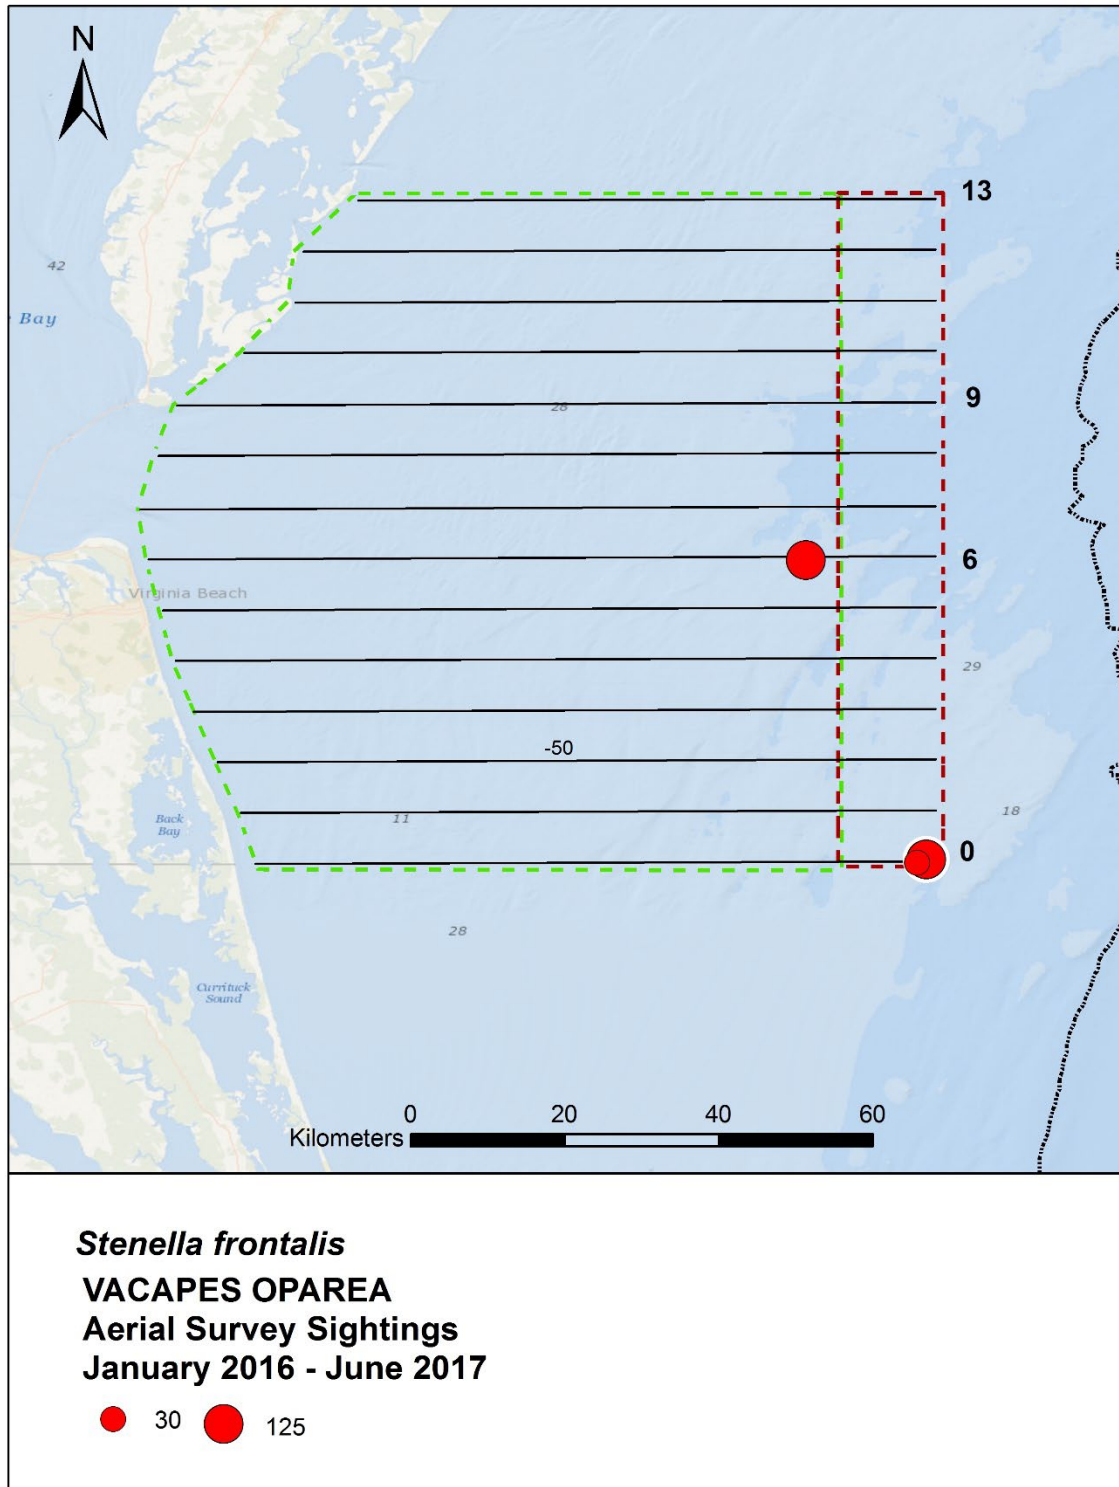 N
13
42
Bay
9
28
6
Virginia Beach
29
-50
18
11
Back
Bay
0
28
Currituck
Sound
0 20 40 60
Kilometers
Stenella frontalis
VACAPES OPAREA
Aerial Survey Sightings
January 2016 - June 2017
30 125